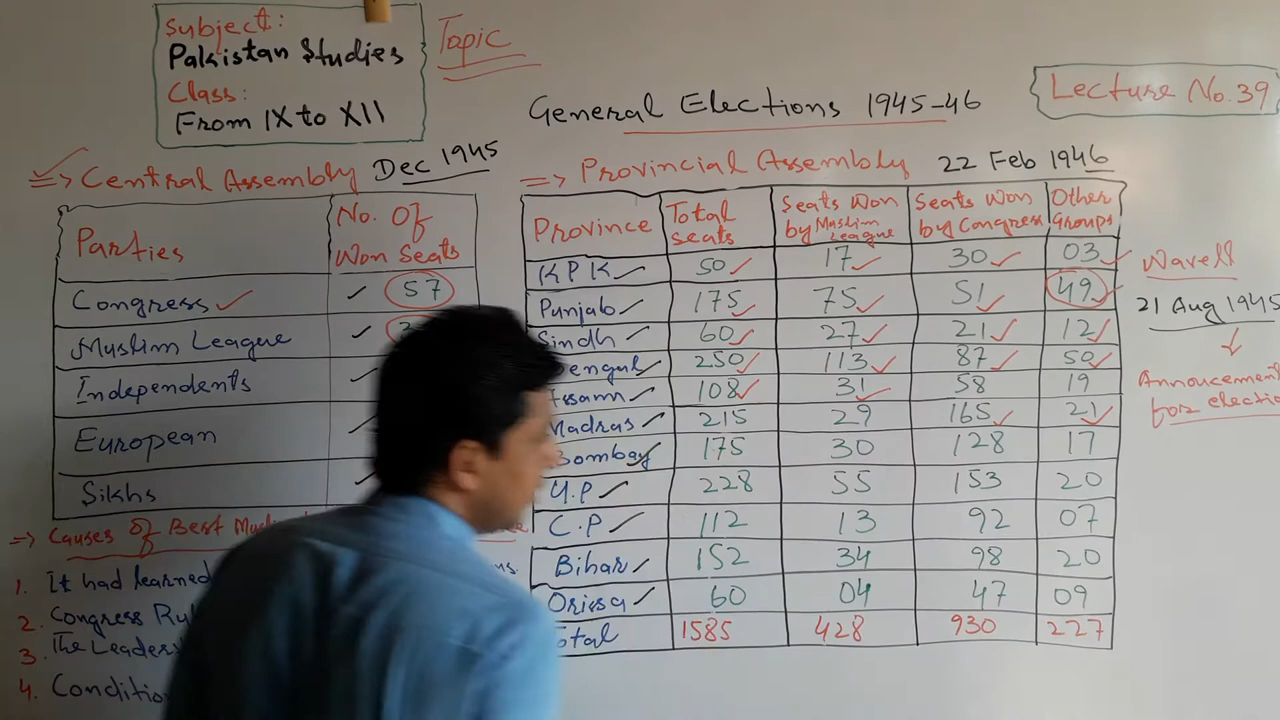 Subject:
Pakistan Studies
Class:
From IX to XII
Topic
General Elections 1945-46
Lecture No.39
=> Central Assembly Dec 1945
Parties No. Of Won Seats
Congress 57
Muslim League
Independents
European
Sikhs
=> Causes of Best
1. It had learned
2. Congress
3. The
4.
=> Provincial Assembly 22 Feb 1946
Province Total Seats Seats Won by Muslim League Seats Won by Congress Other Groups
KPK 50 17 30 03
Punjab 175 75 51 49
Sindh 60 27 21 12
250 113 87 50
108 31 58 19
Madras 215 29 165 21
Bombay 175 30 128 17
U.P 228 55 153 20
C.P 112 13 92 07
Bihar 152 34 98 20
Orissa 60 04 47 09
1585 428 930 227
Wavell
21 Aug 1945
Annoucement
for